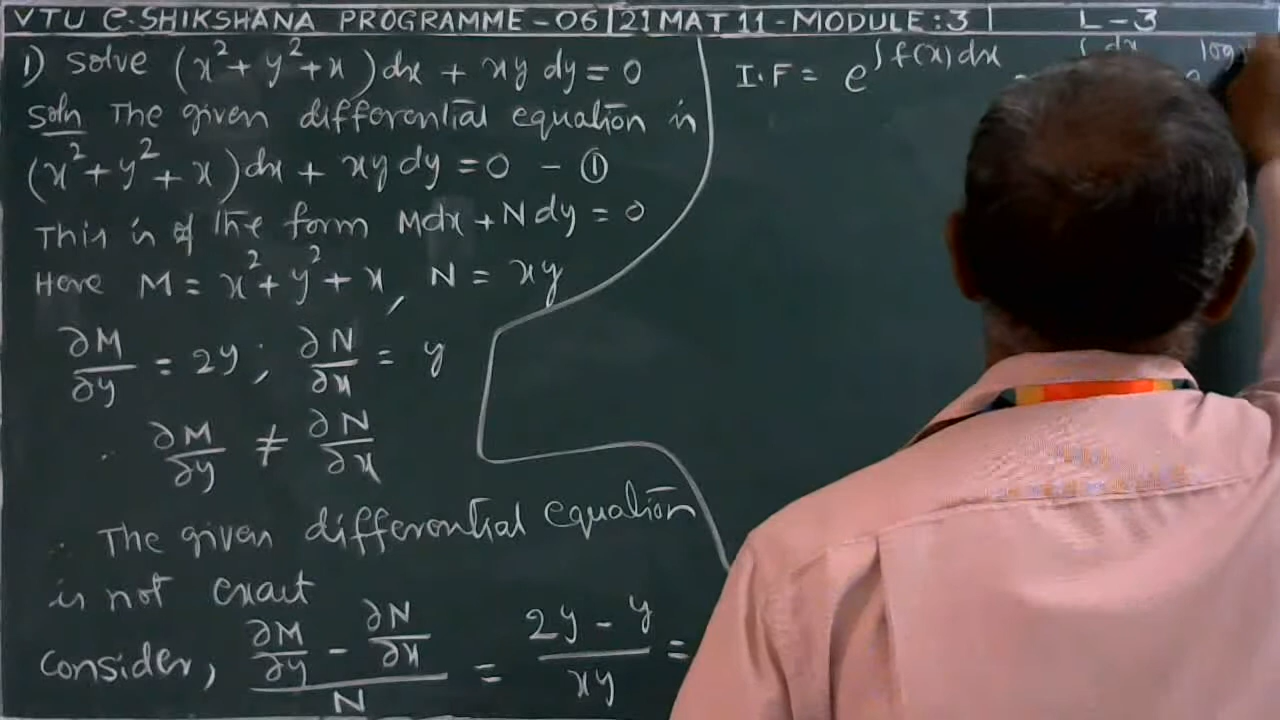 VTU e-SHIKSHANA PROGRAMME-06 | 21MAT11-MODULE:3 | L-3
1) Solve (x² + y² + x)dx + xy dy = 0
Soln The given differential equation is
(x² + y² + x)dx + xy dy = 0 - ①
This is of the form Mdx + Ndy = 0
Here M = x² + y² + x, N = xy
∂M/∂y = 2y; ∂N/∂x = y
∴ ∂M/∂y ≠ ∂N/∂x
∴ The given differential equation
is not exact
Consider, (∂M/∂y - ∂N/∂x)/N = (2y - y)/xy =
I.F = e^∫f(x)dx